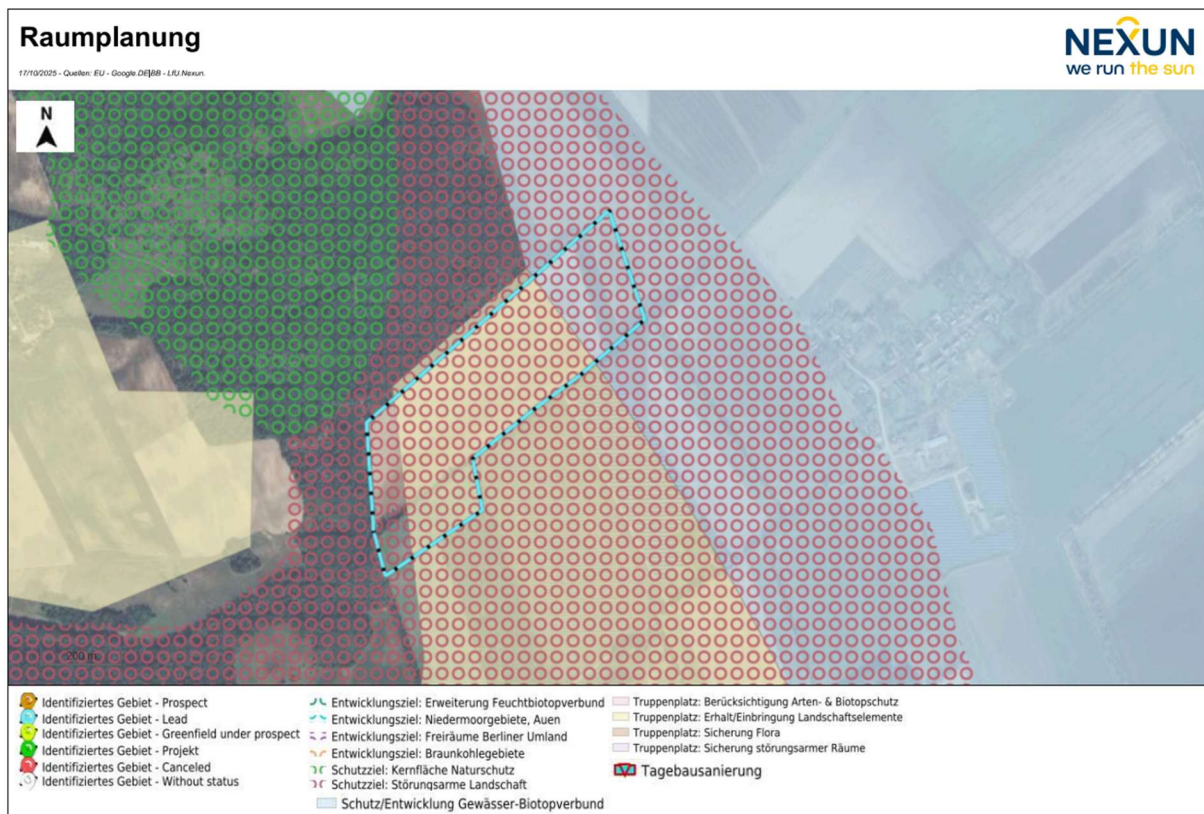 Raumplanung
NEXUN
we run the sun
17/10/2025 - Quellen: EU - Google.DE|BB - LfU.Nexun.
N
200 m
Identifiziertes Gebiet - Prospect
Identifiziertes Gebiet - Lead
Identifiziertes Gebiet - Greenfield under prospect
Identifiziertes Gebiet - Projekt
Identifiziertes Gebiet - Canceled
Identifiziertes Gebiet - Without status
Entwicklungsziel: Erweiterung Feuchtbiotopverbund
Entwicklungsziel: Niedermoorgebiete, Auen
Entwicklungsziel: Freiräume Berliner Umland
Entwicklungsziel: Braunkohlegebiete
Schutzziel: Kernfläche Naturschutz
Schutzziel: Störungsarme Landschaft
Schutz/Entwicklung Gewässer-Biotopverbund
Truppenplatz: Berücksichtigung Arten- & Biotopschutz
Truppenplatz: Erhalt/Einbringung Landschaftselemente
Truppenplatz: Sicherung Flora
Truppenplatz: Sicherung störungsarmer Räume
Tagebausanierung